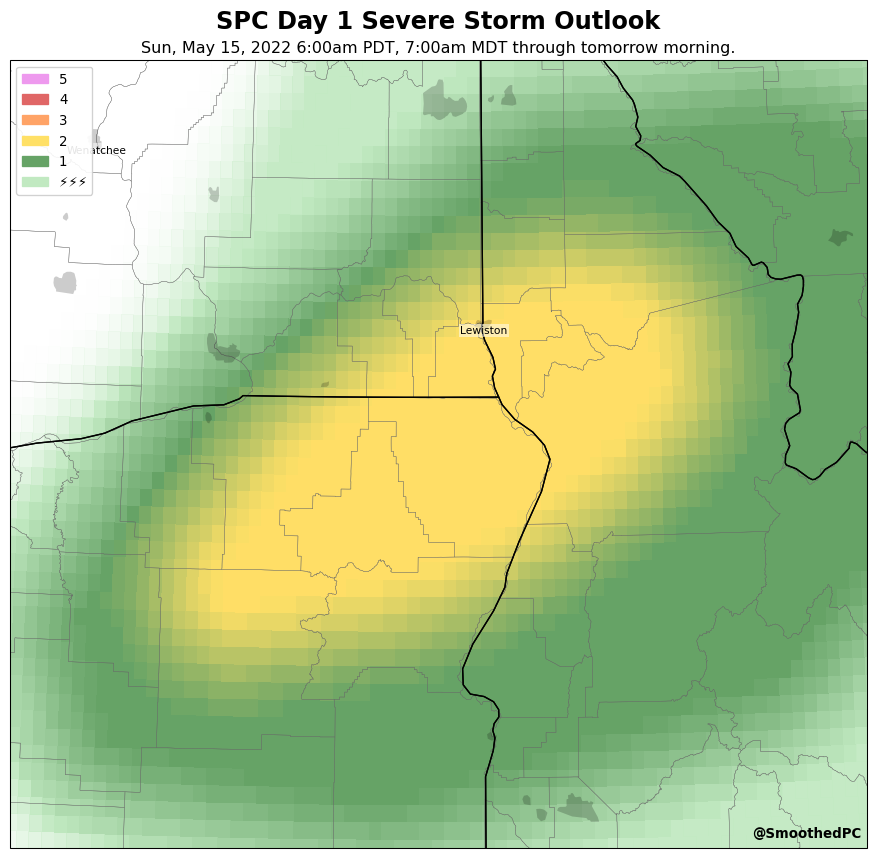 SPC Day 1 Severe Storm Outlook
Sun, May 15, 2022 6:00am PDT, 7:00am MDT through tomorrow morning.
5
4
3
2
1
⚡⚡⚡
Wenatchee
Lewiston
@SmoothedPC